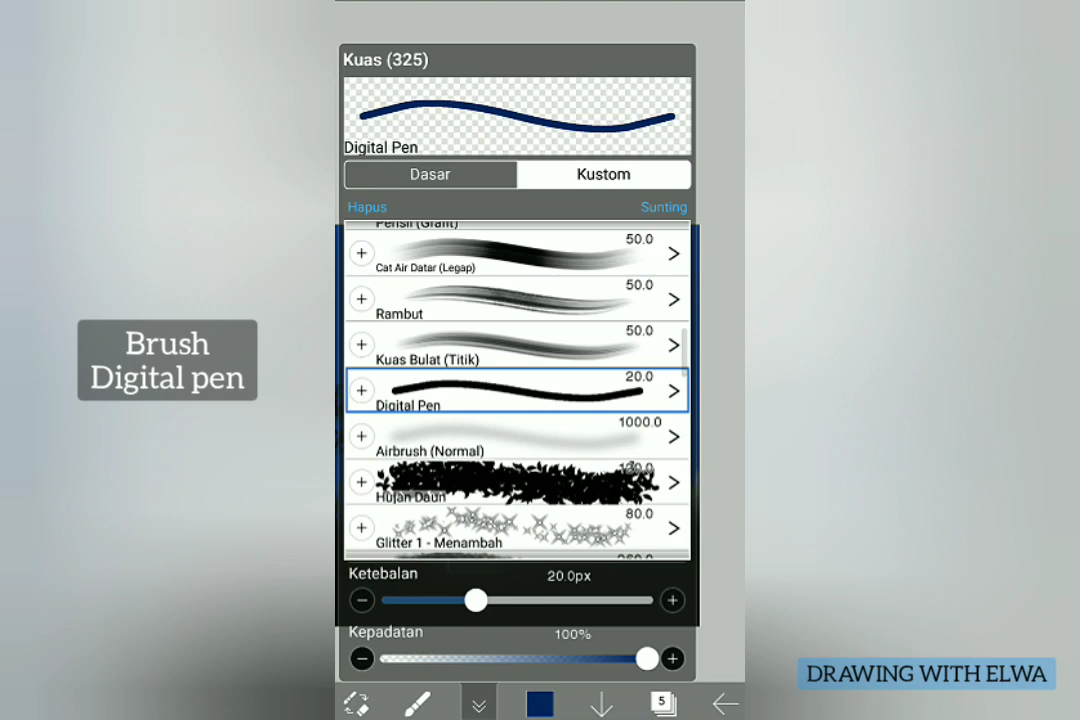 Kuas (325)
Digital Pen
Dasar
Kustom
Hapus
Sunting
Pensil (Grafit)
50.0
Cat Air Datar (Legap)
50.0
Rambut
50.0
Kuas Bulat (Titik)
20.0
Digital Pen
1000.0
Airbrush (Normal)
Hujan Daun
80.0
Glitter 1 - Menambah
Ketebalan
20.0px
Kepadatan
100%
5
Brush
Digital pen
DRAWING WITH ELWA